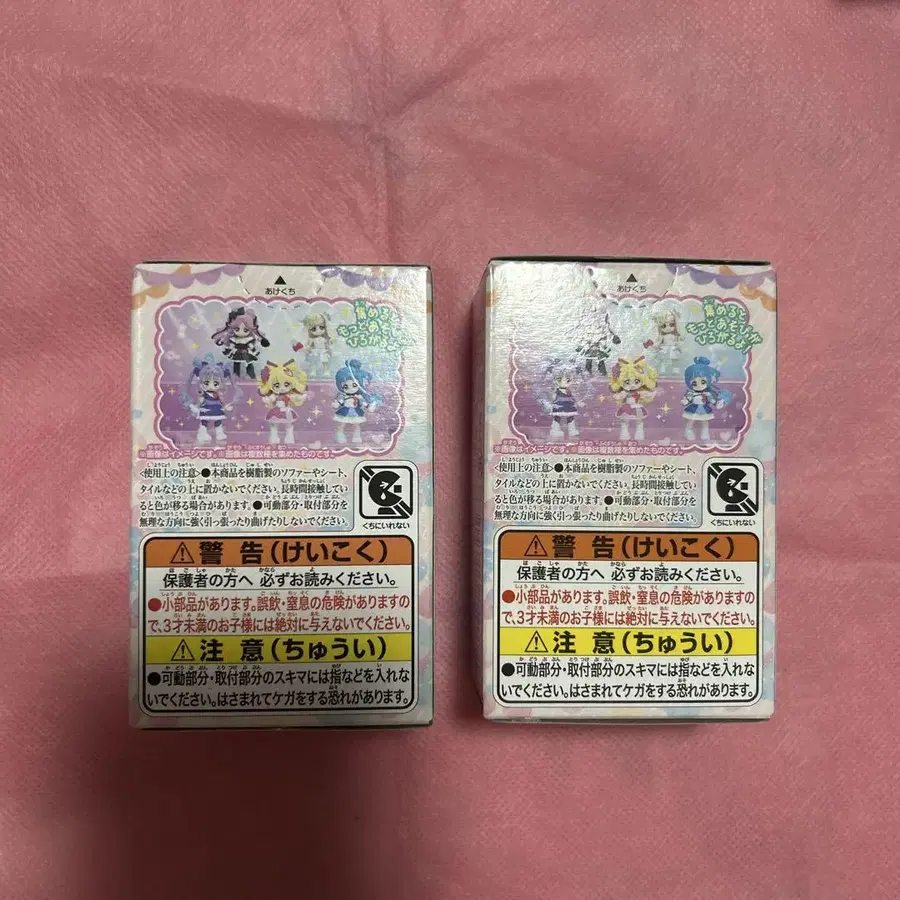 ▲
あけくち
集めると
もっとあそびが
ひろがるよ
※画像はイメージです。 ※画像は複数種を集めたものです。
〈使用上の注意〉●本商品を樹脂製のソファーやシート、
タイルなどの上に置かないでください。長時間接触してい
ると色が移る場合があります。●可動部分・取付部分を
無理な方向に強く引っ張ったり曲げたりしないでください。
くちにいれない
⚠警告(けいこく)
保護者の方へ 必ずお読みください。
●小部品があります。誤飲・窒息の危険がありますの
で、3才未満のお子様には絶対に与えないでください。
⚠注意(ちゅうい)
●可動部分・取付部分のスキマには指などを入れな
いでください。はさまれてケガをする恐れがあります。
▲
あけくち
集めると
もっとあそびが
ひろがるよ
※画像はイメージです。 ※画像は複数種を集めたものです。
〈使用上の注意〉●本商品を樹脂製のソファーやシート、
タイルなどの上に置かないでください。長時間接触してい
ると色が移る場合があります。●可動部分・取付部分を
無理な方向に強く引っ張ったり曲げたりしないでください。
くちにいれない
⚠警告(けいこく)
保護者の方へ 必ずお読みください。
●小部品があります。誤飲・窒息の危険がありますの
で、3才未満のお子様には絶対に与えないでください。
⚠注意(ちゅうい)
●可動部分・取付部分のスキマには指などを入れな
いでください。はさまれてケガをする恐れがあります。